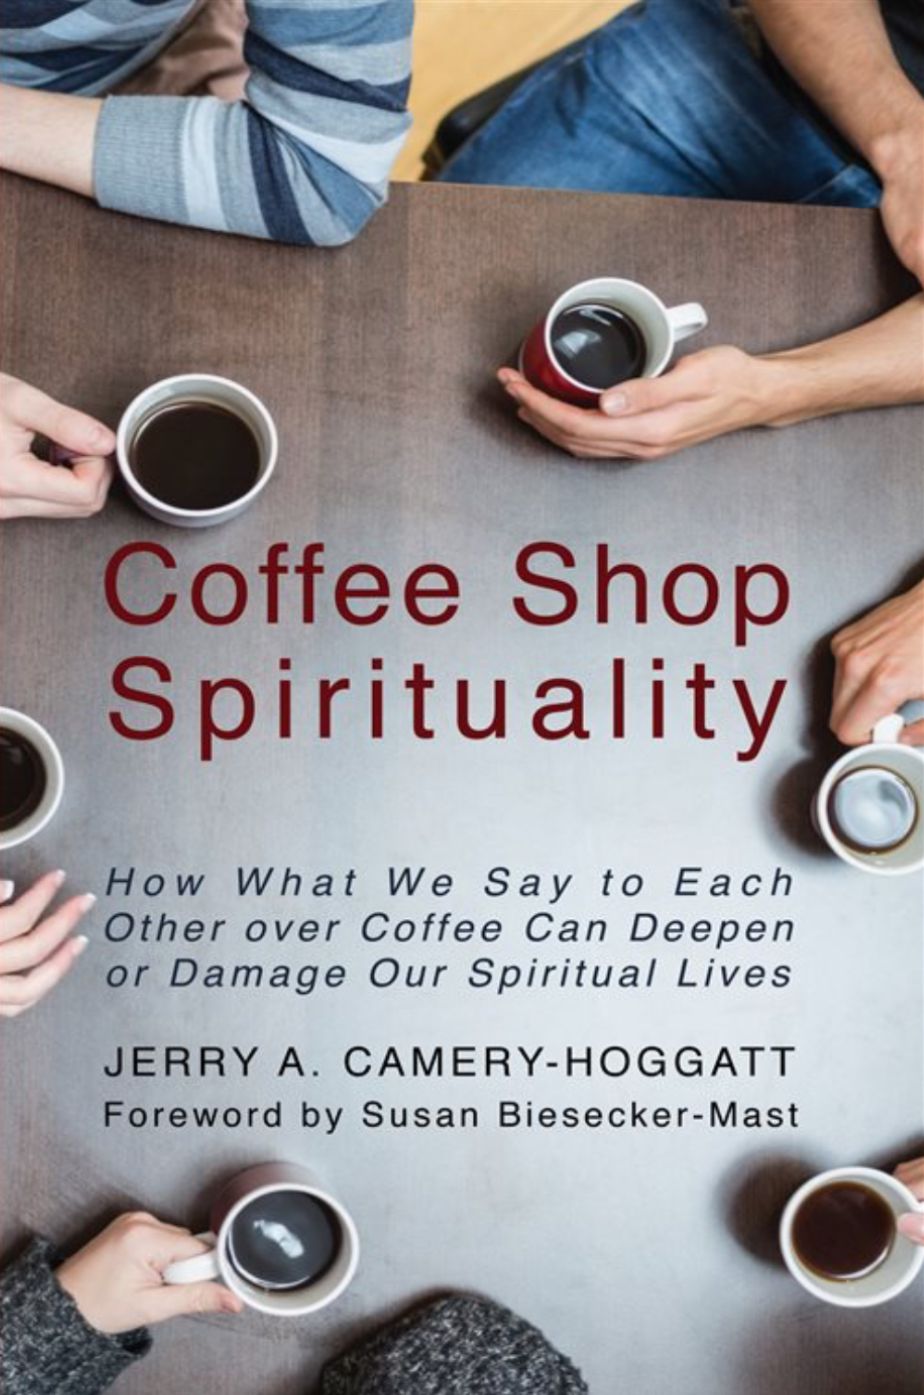 Coffee Shop
Spirituality
How What We Say to Each
Other over Coffee Can Deepen
or Damage Our Spiritual Lives
JERRY A. CAMERY-HOGGATT
Foreword by Susan Biesecker-Mast